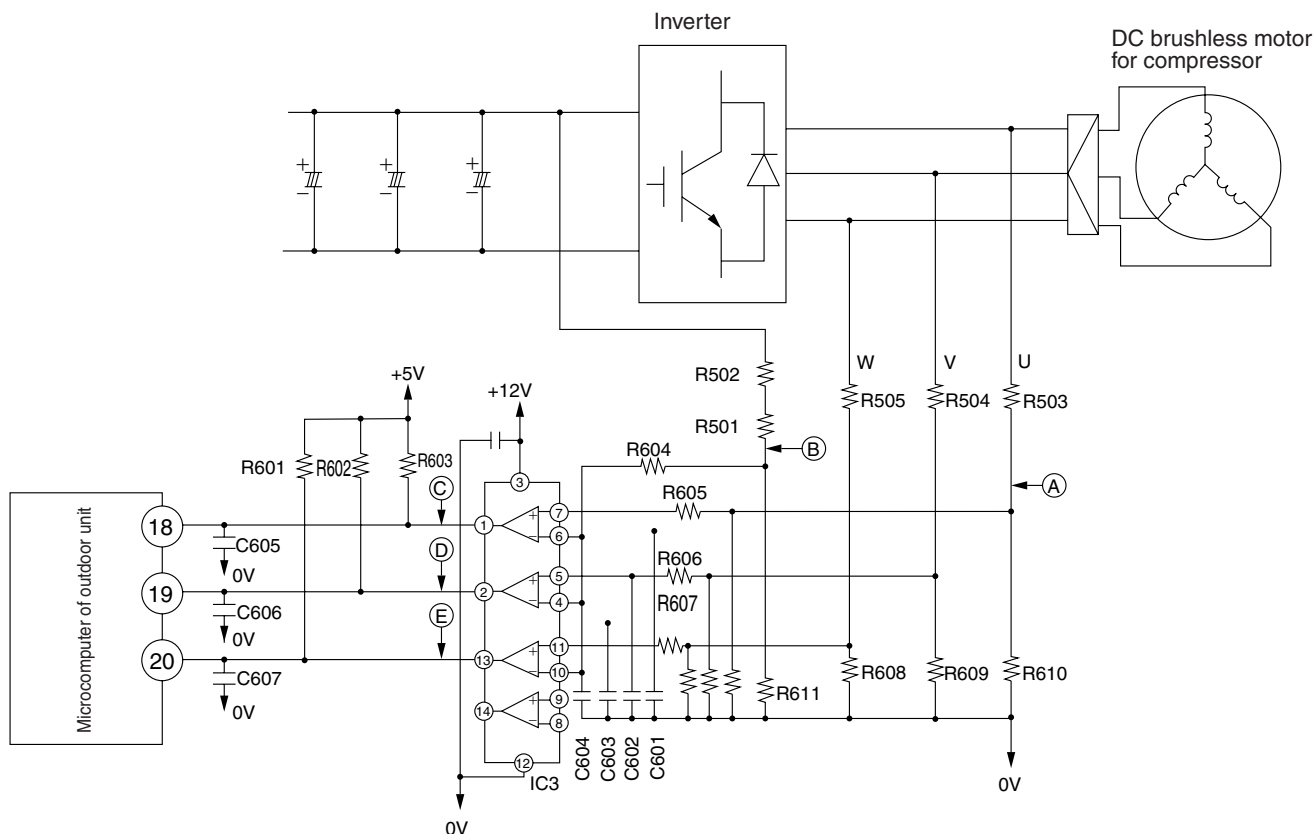 Inverter
DC brushless motor
for compressor
+
−
+
−
+
−
W
V
U
R502
R505
R504
R503
+5V
+12V
R501
B
R604
R601
R602
R603
A
C
3
R605
Microcomputer of outdoor unit
18
1
+
7
−
6
C605
0V
D
R606
19
2
+
5
−
4
R607
C606
0V
E
20
13
+
11
−
10
R608
R609
R610
C607
0V
14
+
9
−
8
R611
C604
C603
C602
C601
12
IC3
0V
0V